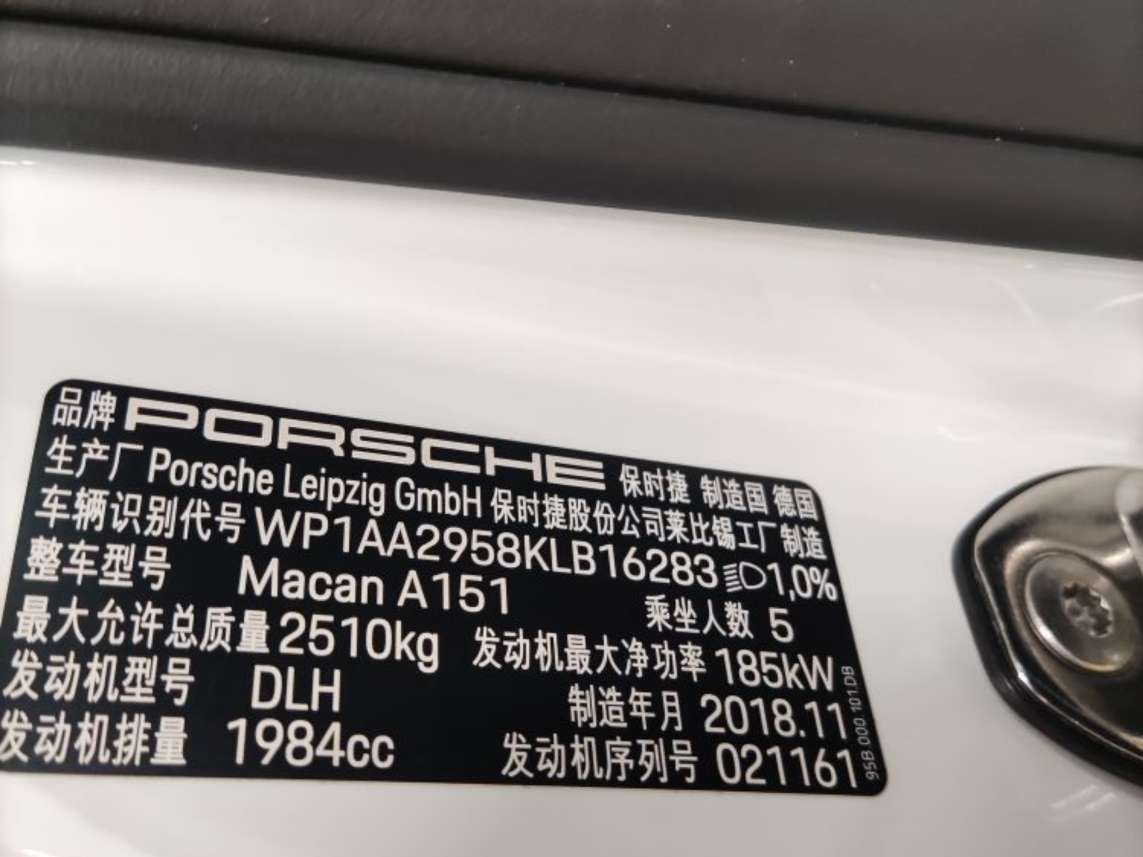 品牌 PORSCHE 保时捷 制造国 德国
生产厂 Porsche Leipzig GmbH 保时捷股份公司莱比锡工厂 制造
车辆识别代号 WP1AA2958KLB16283 1,0%
整车型号 Macan A151 乘坐人数 5
最大允许总质量 2510kg 发动机最大净功率 185kW
发动机型号 DLH 制造年月 2018.11
发动机排量 1984cc 发动机序列号 021161
95B.000.101.DB